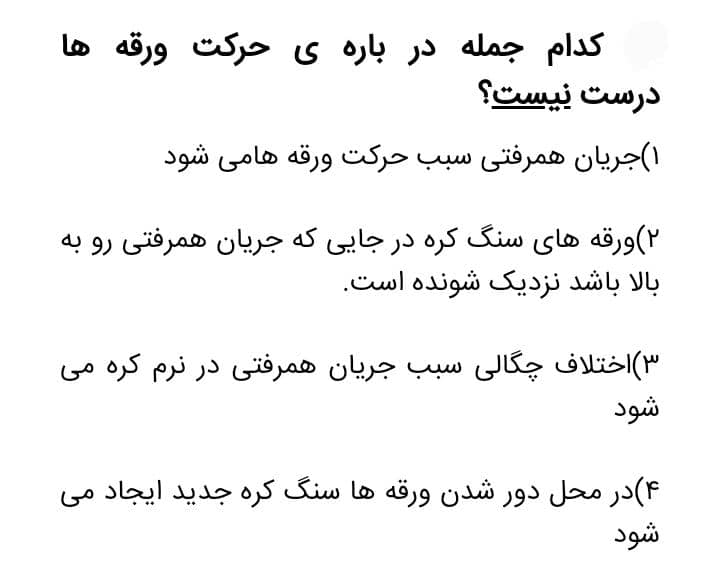 کدام جمله در باره ی حرکت ورقه ها
درست نیست؟
۱)جریان همرفتی سبب حرکت ورقه هامی شود
۲)ورقه های سنگ کره در جایی که جریان همرفتی رو به
بالا باشد نزدیک شونده است.
۳)اختلاف چگالی سبب جریان همرفتی در نرم کره می
شود
۴)در محل دور شدن ورقه ها سنگ کره جدید ایجاد می
شود